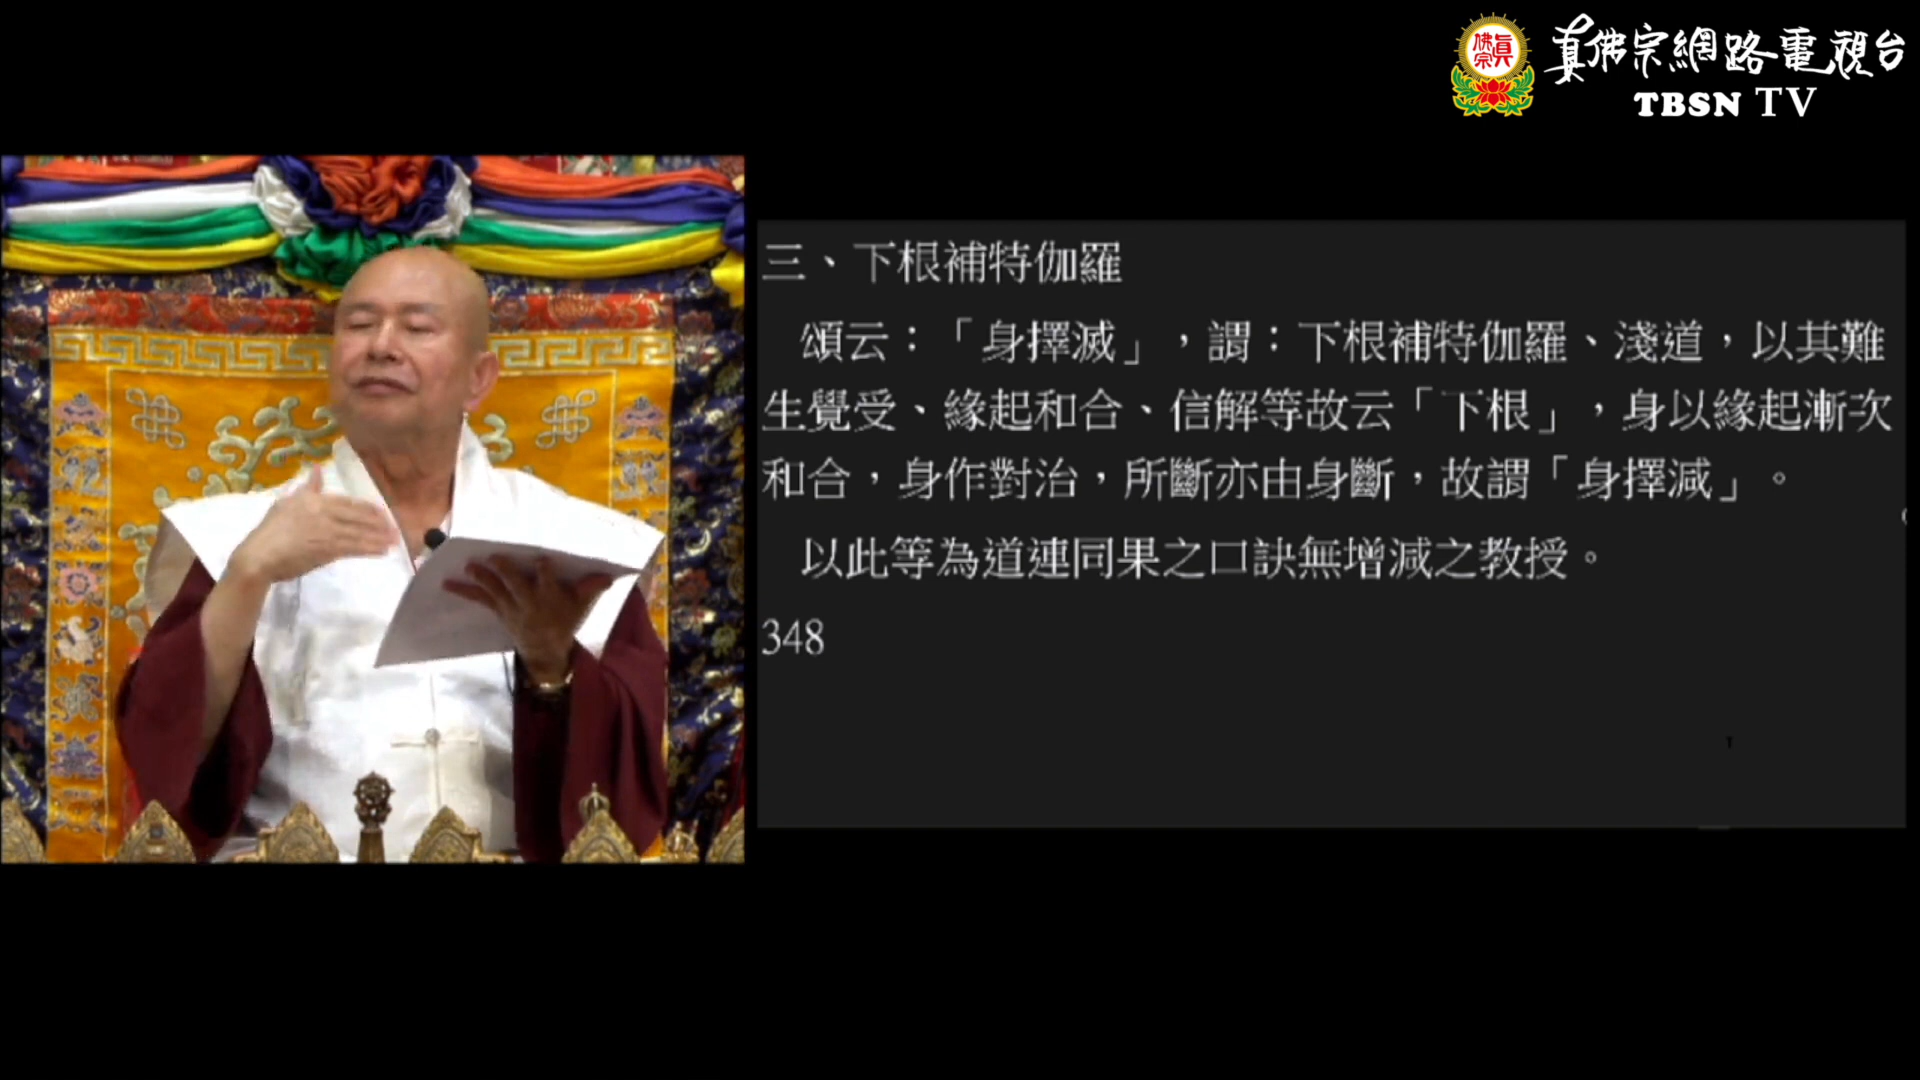 真佛宗
真佛宗網路電視台
TBSN TV
三、下根補特伽羅
頌云：「身擇滅」，謂：下根補特伽羅、淺道，以其難
生覺受、緣起和合、信解等故云「下根」，身以緣起漸次
和合，身作對治，所斷亦由身斷，故謂「身擇減」。
以此等為道連同果之口訣無增減之教授。
348